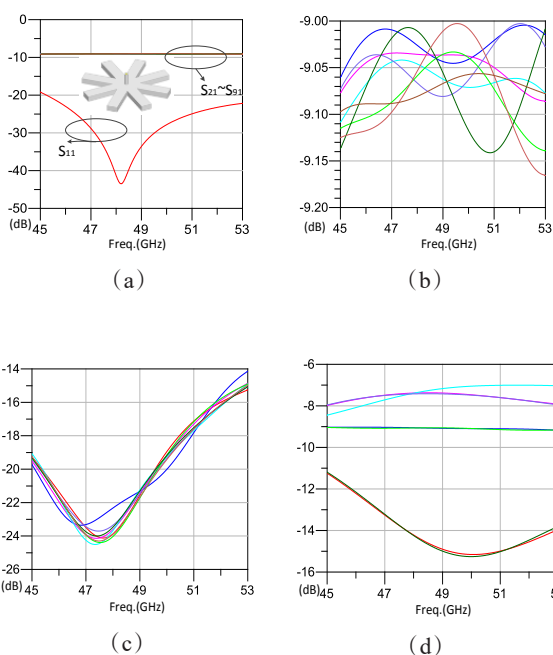 0
-10
-20
-30
-40
-50
(dB)
45 47 49 51 53
Freq.(GHz)
S21~S91
S11
(a)
-9.00
-9.05
-9.10
-9.15
-9.20
(dB)
45 47 49 51 53
Freq.(GHz)
(b)
-14
-16
-18
-20
-22
-24
-26
(dB)
45 47 49 51 53
Freq.(GHz)
(c)
-6
-8
-10
-12
-14
-16
(dB)
45 47 49 51
Freq.(GHz)
(d)